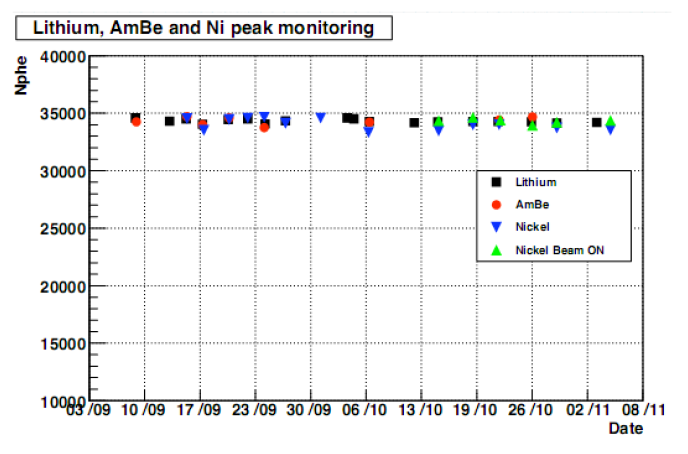 Lithium, AmBe and Ni peak monitoring
Nphe
40000
35000
30000
25000
20000
15000
10000
Lithium
AmBe
Nickel
Nickel Beam ON
03/09 10/09 17/09 23/09 30/09 06/10 13/10 19/10 26/10 02/11 08/11
Date